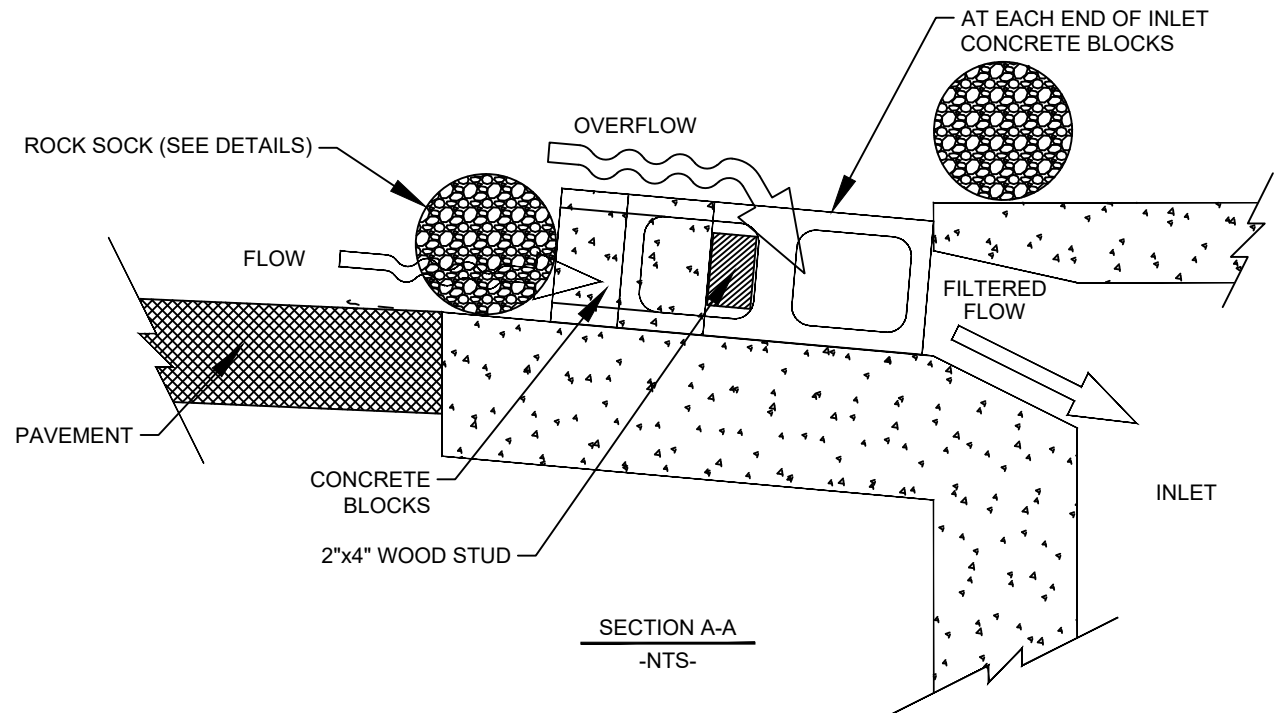 AT EACH END OF INLET
CONCRETE BLOCKS
OVERFLOW
ROCK SOCK (SEE DETAILS)
FLOW
FILTERED
FLOW
PAVEMENT
CONCRETE
BLOCKS
INLET
2"x4" WOOD STUD
SECTION A-A
-NTS-